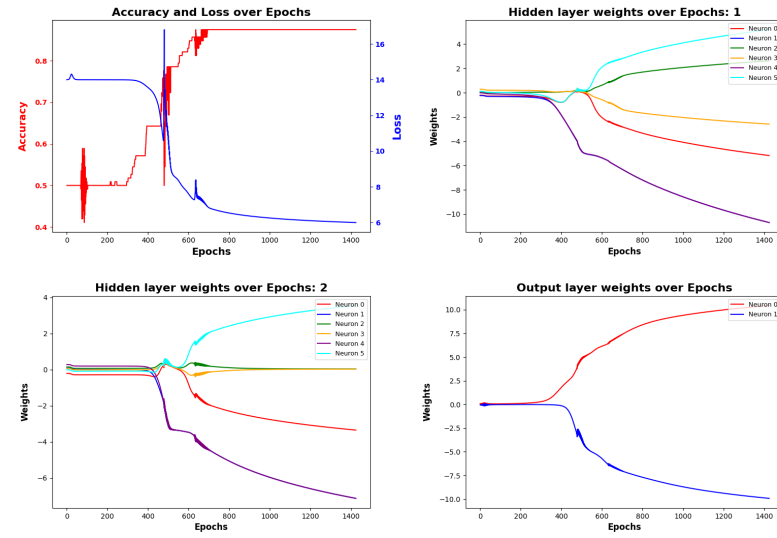 Accuracy and Loss over Epochs
Accuracy
0.8
0.7
0.6
0.5
0.4
16
14
12
10
8
6
Loss
0 200 400 600 800 1000 1200 1400
Epochs
Hidden layer weights over Epochs: 1
Weights
4
2
0
−2
−4
−6
−8
−10
Neuron 0
Neuron 1
Neuron 2
Neuron 3
Neuron 4
Neuron 5
0 200 400 600 800 1000 1200 1400
Epochs
Hidden layer weights over Epochs: 2
Weights
4
2
0
−2
−4
−6
Neuron 0
Neuron 1
Neuron 2
Neuron 3
Neuron 4
Neuron 5
0 200 400 600 800 1000 1200 1400
Epochs
Output layer weights over Epochs
Weights
10.0
7.5
5.0
2.5
0.0
−2.5
−5.0
−7.5
−10.0
Neuron 0
Neuron 1
0 200 400 600 800 1000 1200 1400
Epochs